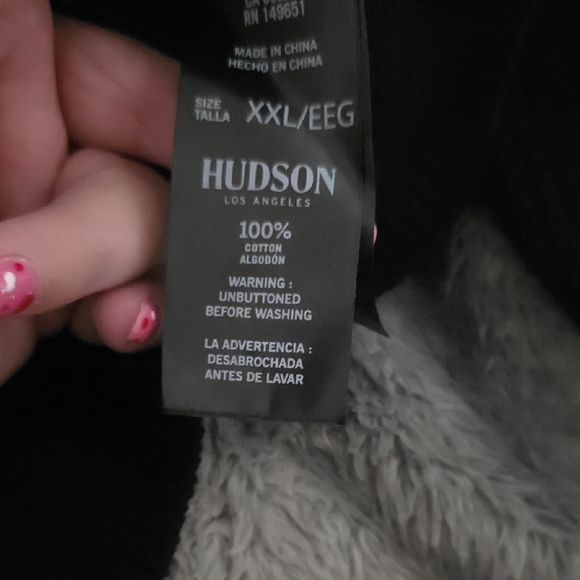 RN 149651
MADE IN CHINA
HECHO EN CHINA
SIZE
TALLA
XXL/EEG
HUDSON
LOS ANGELES
100%
COTTON
ALGODÓN
WARNING :
UNBUTTONED
BEFORE WASHING
LA ADVERTENCIA :
DESABROCHADA
ANTES DE LAVAR